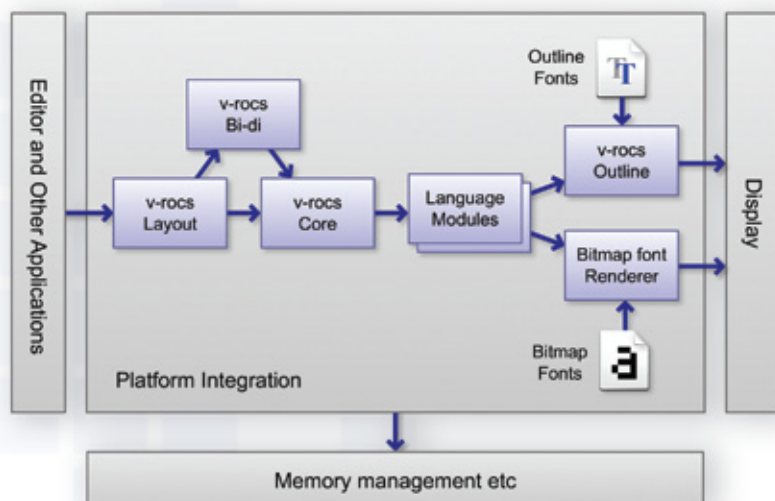 Editor and Other Applications
v-rocs
Bi-di
v-rocs
Layout
v-rocs
Core
Language
Modules
Outline
Fonts
TT
v-rocs
Outline
Bitmap font
Renderer
Bitmap
Fonts
a
Platform Integration
Display
Memory management etc